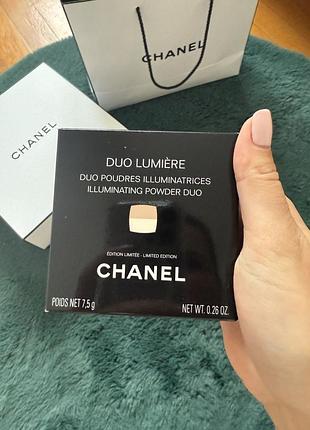 CHANEL
CHANEL
DUO LUMIÈRE
DUO POUDRES ILLUMINATRICES
ILLUMINATING POWDER DUO
ÉDITION LIMITÉE - LIMITED EDITION
CHANEL
POIDS NET 7,5 g NET WT. 0.26 OZ.